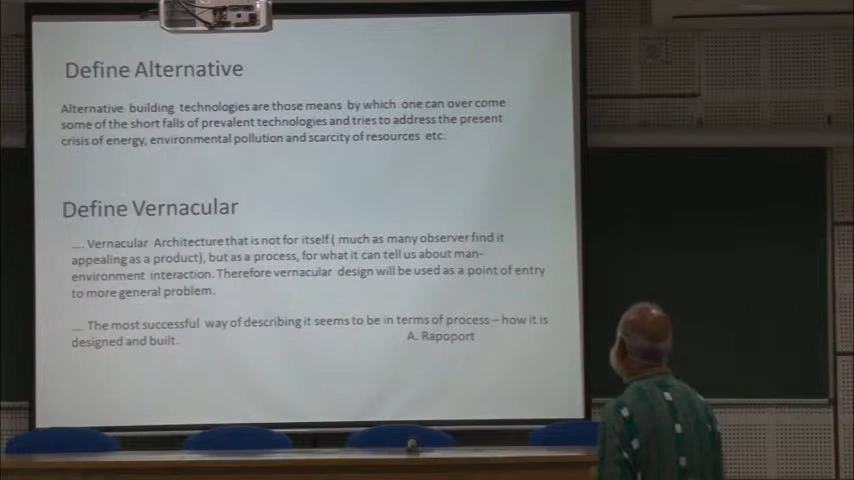 Define Alternative
Alternative building technologies are those means by which one can over come
some of the short falls of prevalent technologies and tries to address the present
crisis of energy, environmental pollution and scarcity of resources etc.
Define Vernacular
.... Vernacular Architecture that is not for itself ( much as many observer find it
appealing as a product), but as a process, for what it can tell us about man-
environment interaction. Therefore vernacular design will be used as a point of entry
to more general problem.
.... The most successful way of describing it seems to be in terms of process – how it is
designed and built.
A. Rapoport